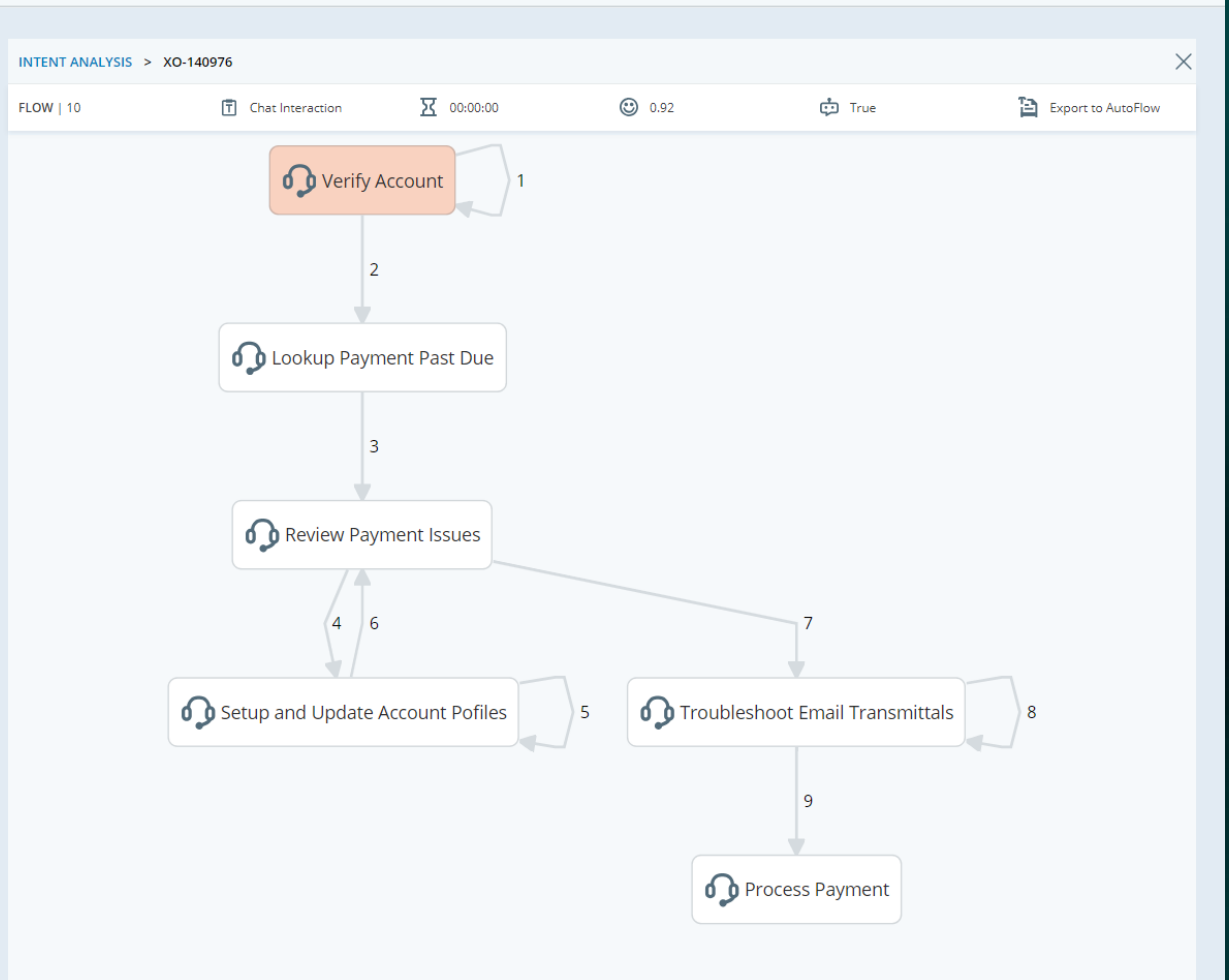 INTENT ANALYSIS > XO-140976
FLOW | 10 Chat Interaction 00:00:00 0.92 True Export to AutoFlow
Verify Account 1
2
Lookup Payment Past Due
3
Review Payment Issues
4 6 7
Setup and Update Account Pofiles 5 Troubleshoot Email Transmittals 8
9
Process Payment